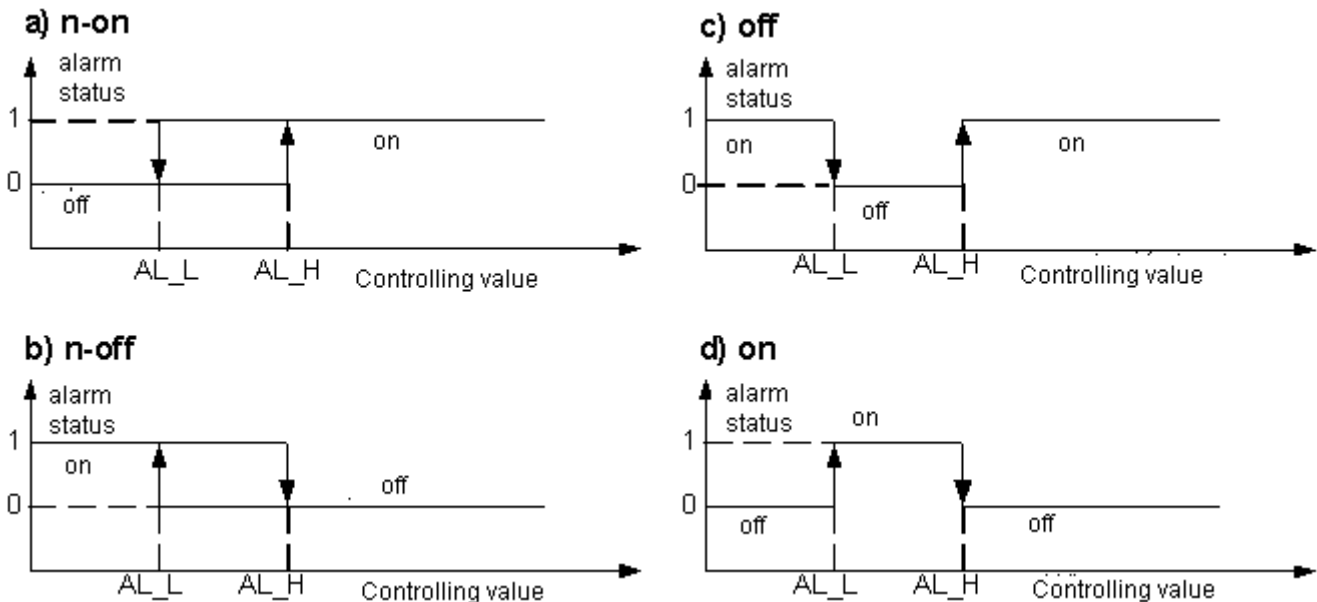 a) n-on
alarm
status
1
on
0
off
AL_L
AL_H
Controlling value
c) off
alarm
status
1
on
on
0
off
AL_L
AL_H
Controlling value
b) n-off
alarm
status
1
on
off
0
AL_L
AL_H
Controlling value
d) on
alarm
status
on
1
0
off
off
AL_L
AL_H
Controlling value